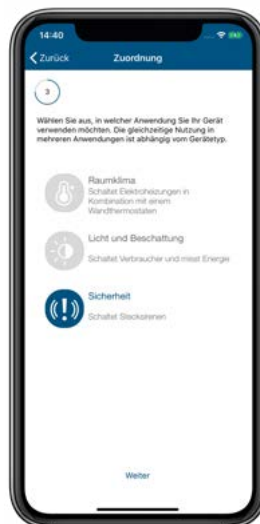 14:40
Zurück
Zuordnung
3
Wählen Sie aus, in welcher Anwendung Sie Ihr Gerät
verwenden möchten. Die gleichzeitige Nutzung in
mehreren Anwendungen ist abhängig vom Gerätetyp.
Raumklima
Schaltet Elektroheizungen in
Kombination mit einem
Wandthermostaten
Licht und Beschattung
Schaltet Verbraucher und misst Energie
Sicherheit
Schaltet Stecksirenen
Weiter